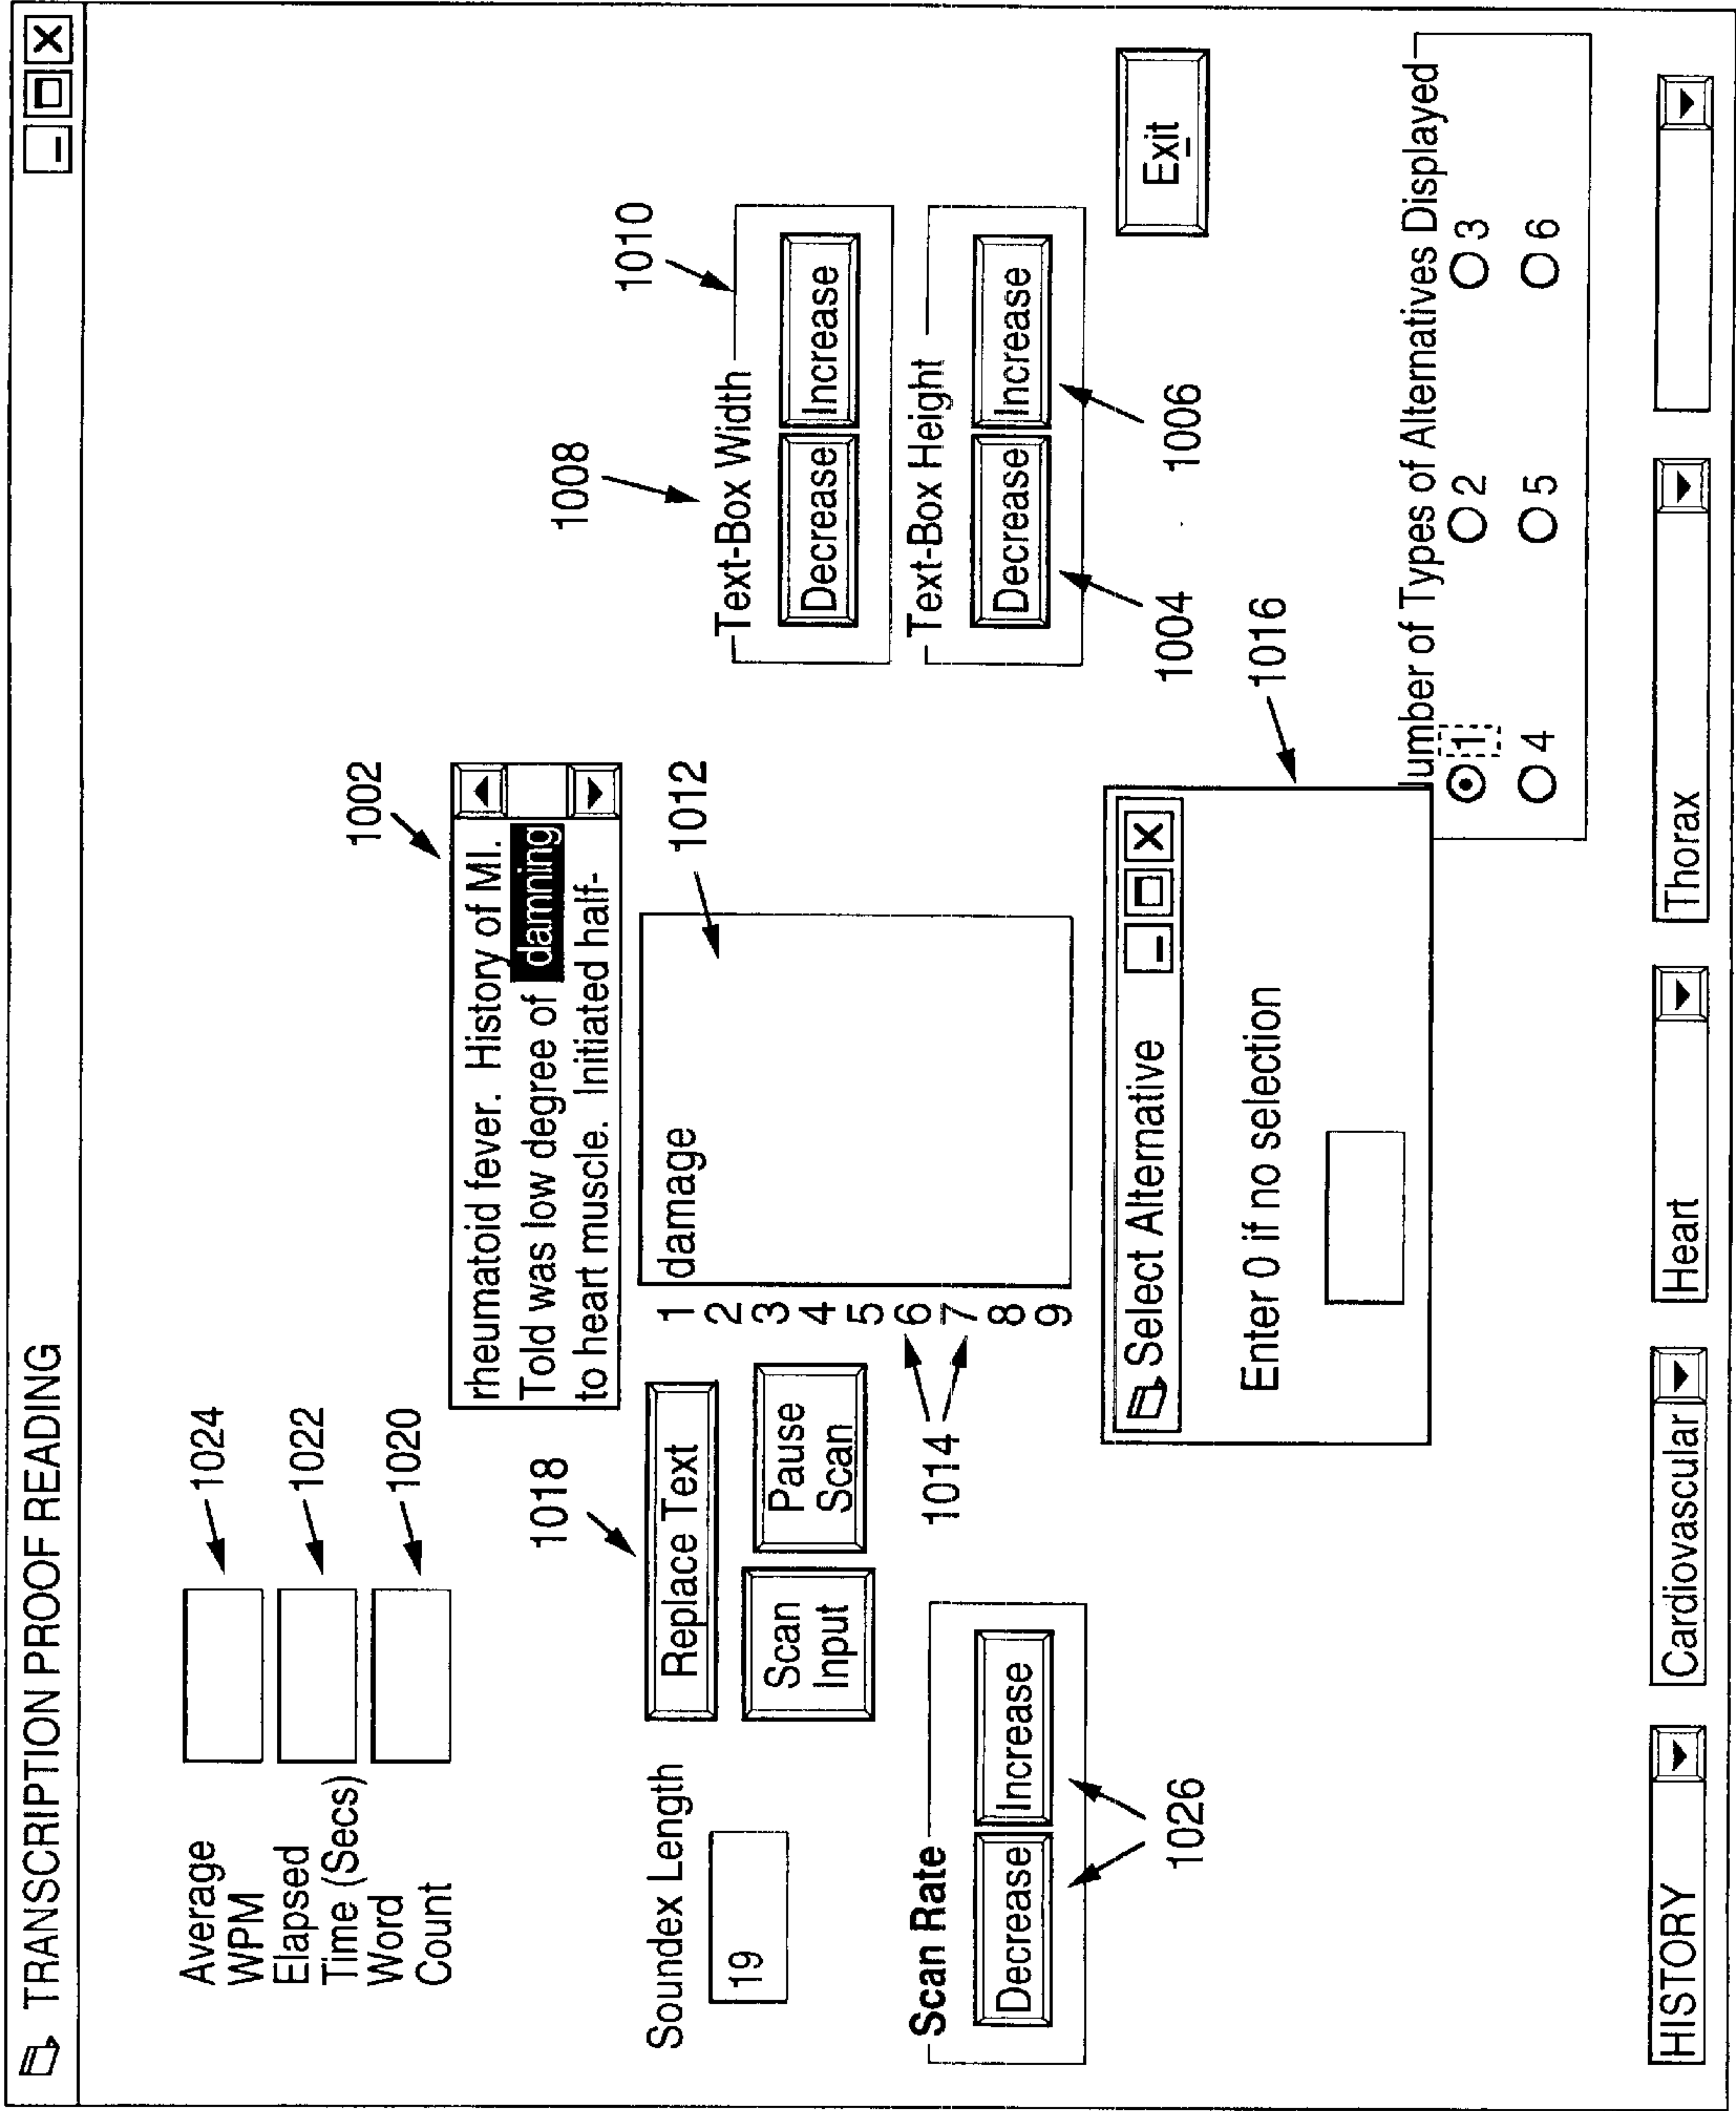 TRANSCRIPTION PROOF READING
Average
WPM
1024
Elapsed
Time (Secs)
1022
Word
Count
1020
1002
rheumatoid fever. History of MI.
Told was low degree of damning
to heart muscle. Initiated half-
1018
Replace Text
Scan
Input
Pause
Scan
Soundex Length
19
1
2
3
4
5
6
7
8
9
1014
damage
1012
1008
1010
Text-Box Width
Decrease Increase
Text-Box Height
Decrease Increase
1004
1006
Scan Rate
Decrease Increase
1026
Exit
Select Alternative
1016
Enter 0 if no selection
umber of Types of Alternatives Displayed
1 2 3
4 5 6
HISTORY Cardiovascular Heart Thorax